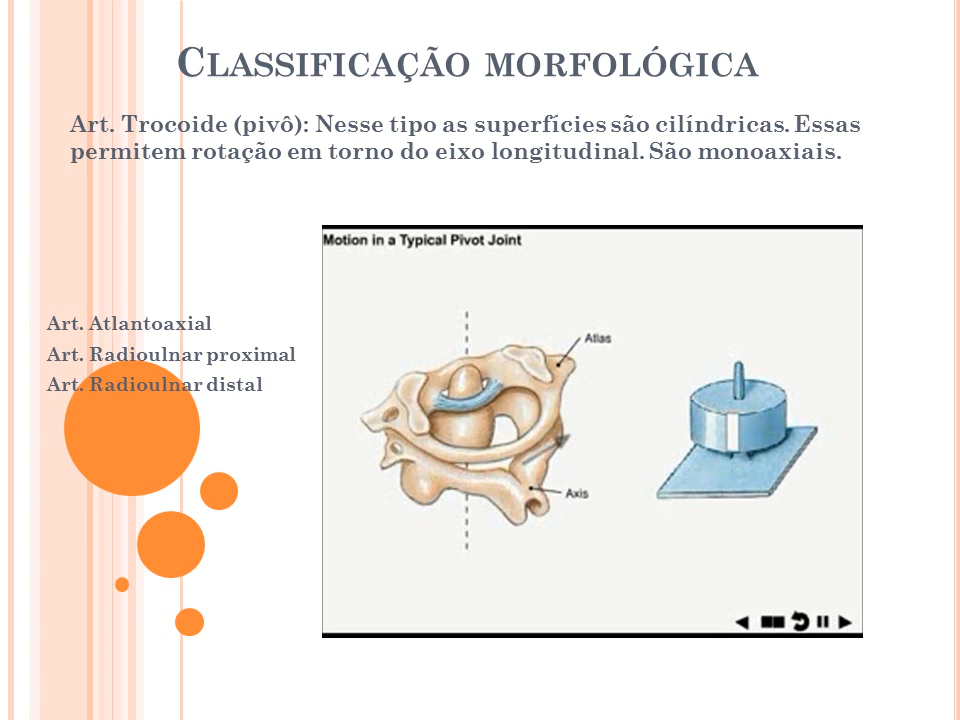 Classificação morfológica
Art. Trocoide (pivô): Nesse tipo as superfícies são cilíndricas. Essas
permitem rotação em torno do eixo longitudinal. São monoaxiais.
Motion in a Typical Pivot Joint
Atlas
Art. Atlantoaxial
Art. Radioulnar proximal
Art. Radioulnar distal
Axis